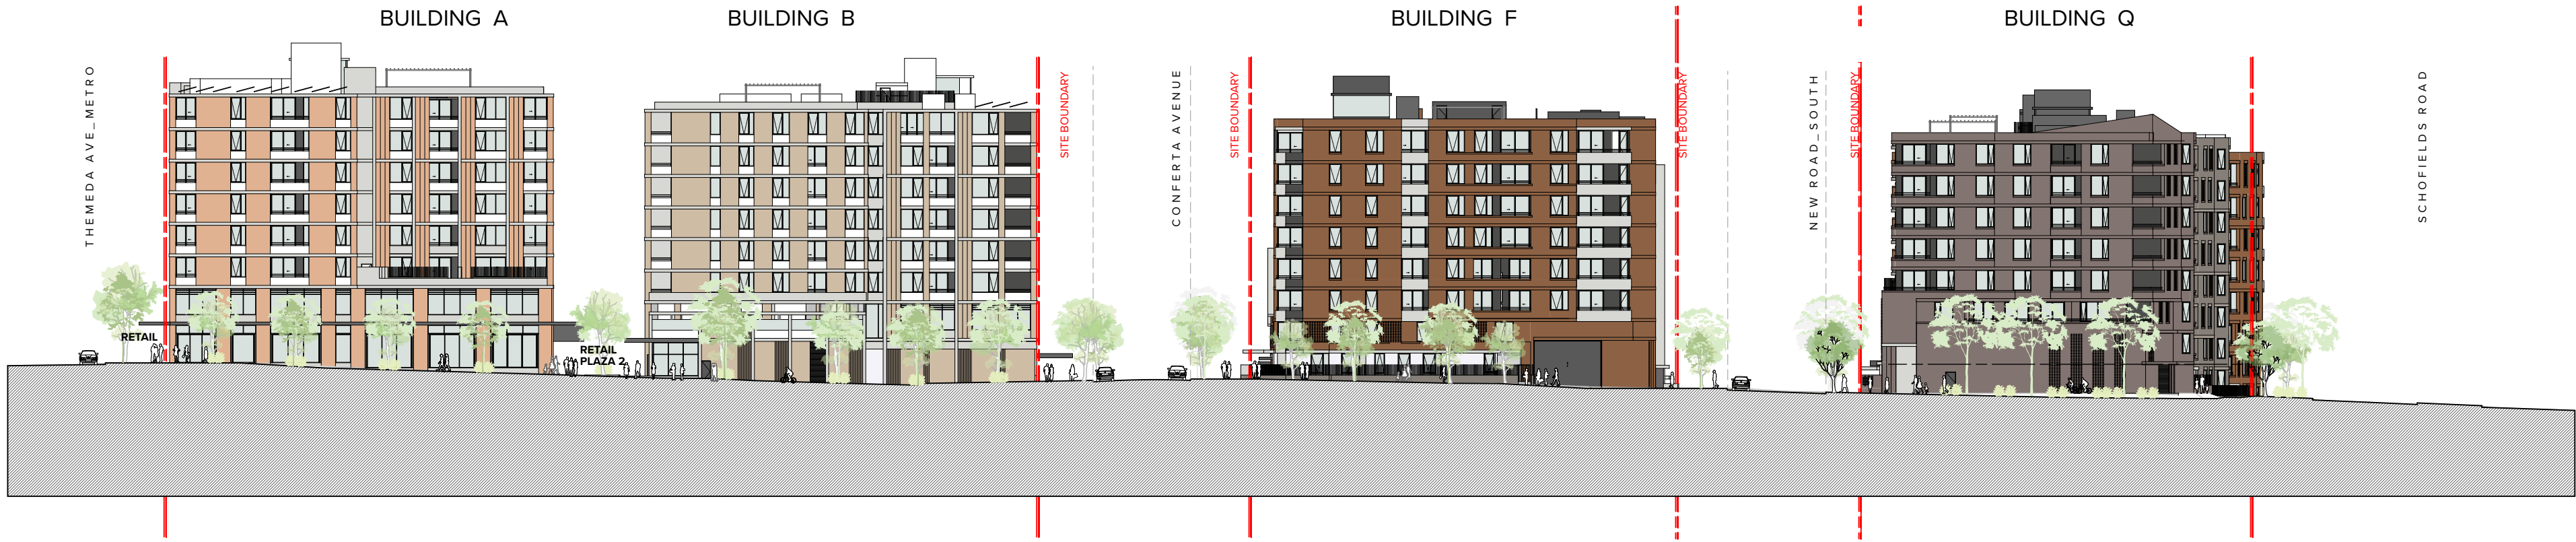 BUILDING A
BUILDING B
BUILDING F
BUILDING Q
THEMEDA AVE_METRO
SITE BOUNDARY
CONFERTA AVENUE
SITE BOUNDARY
SITE BOUNDARY
NEW ROAD_SOUTH
SITE BOUNDARY
SCHOFIELDS ROAD
RETAIL
RETAIL
PLAZA 2